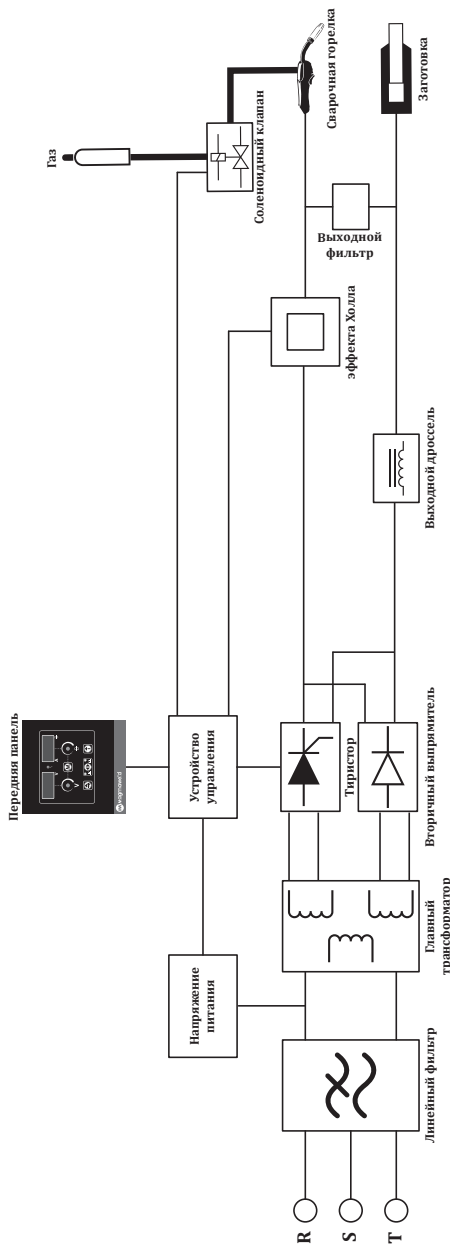 Передняя панель
Газ
Соленоидный клапан
Сварочная горелка
Заготовка
Выходной
фильтр
эффекта Холла
Выходной дроссель
Устройство
управления
Напряжение
питания
Тиристор
Вторичный выпрямитель
Главный
трансформатор
Линейный фильтр
R
S
T